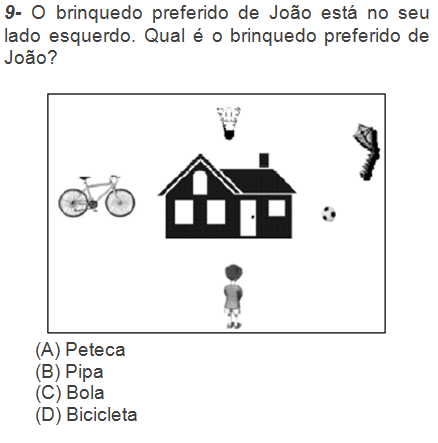 9- O brinquedo preferido de João está no seu
lado esquerdo. Qual é o brinquedo preferido de
João?
(A) Peteca
(B) Pipa
(C) Bola
(D) Bicicleta